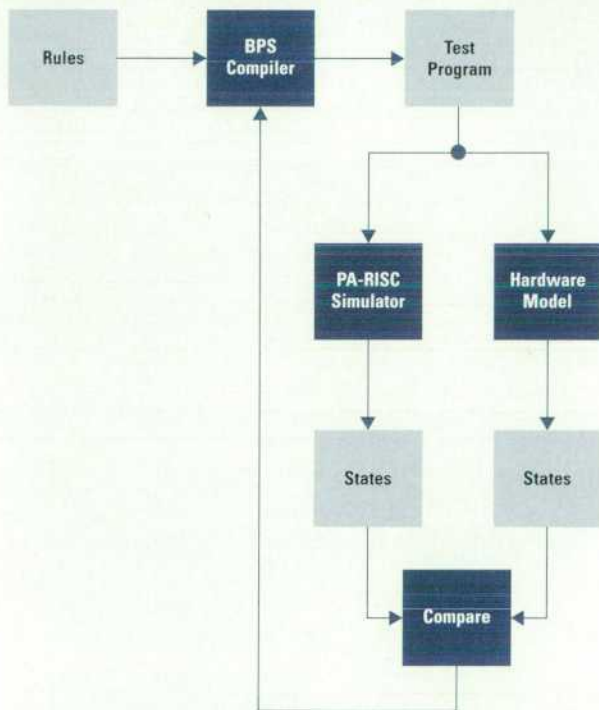 Rules
BPS
Compiler
Test
Program
PA-RISC
Simulator
Hardware
Model
States
States
Compare